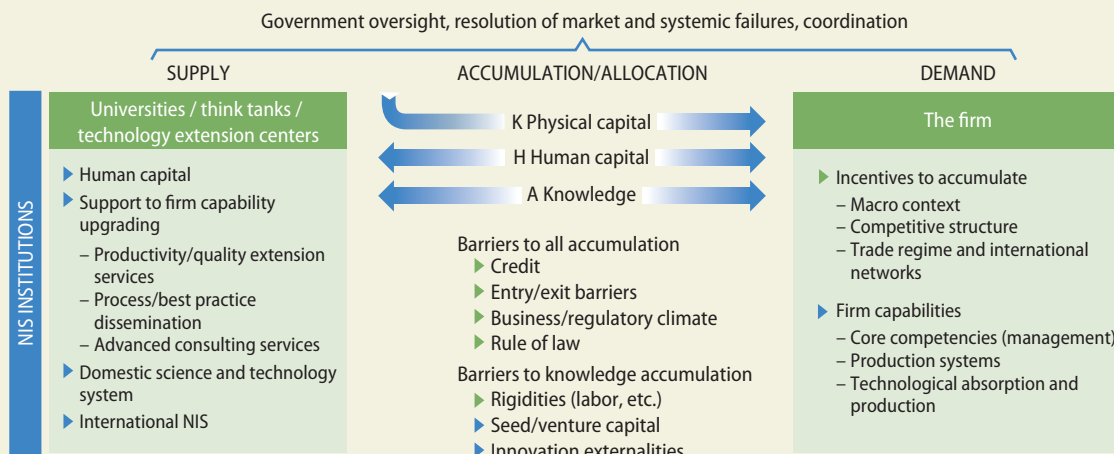 Government oversight, resolution of market and systemic failures, coordination
SUPPLY
ACCUMULATION/ALLOCATION
DEMAND
NIS INSTITUTIONS
Universities / think tanks /
technology extension centers
Human capital
Support to firm capability
upgrading
– Productivity/quality extension
services
– Process/best practice
dissemination
– Advanced consulting services
Domestic science and technology
system
International NIS
K Physical capital
H Human capital
A Knowledge
Barriers to all accumulation
Credit
Entry/exit barriers
Business/regulatory climate
Rule of law
Barriers to knowledge accumulation
Rigidities (labor, etc.)
Seed/venture capital
Innovation externalities
The firm
Incentives to accumulate
– Macro context
– Competitive structure
– Trade regime and international
networks
Firm capabilities
– Core competencies (management)
– Production systems
– Technological absorption and
production